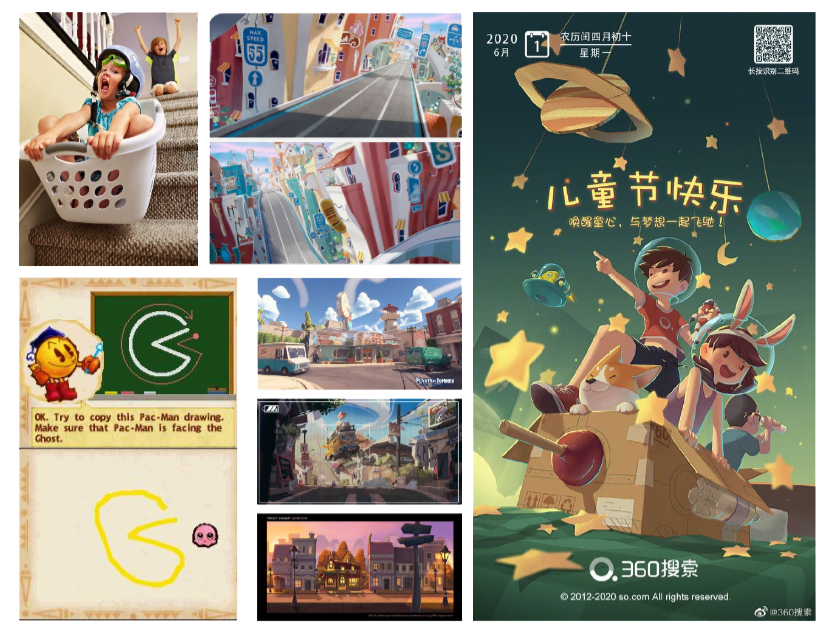 MAX
SPEED
55
S
OK. Try to copy this Pac-Man drawing.
Make sure that Pac-Man is facing the
Ghost.
2020
6月
1
农历闰四月初十
星期一
长按识别二维码
儿童节快乐
唤醒童心，与梦想一起飞驰！
360搜索
© 2012-2020 so.com All rights reserved.
@360搜索